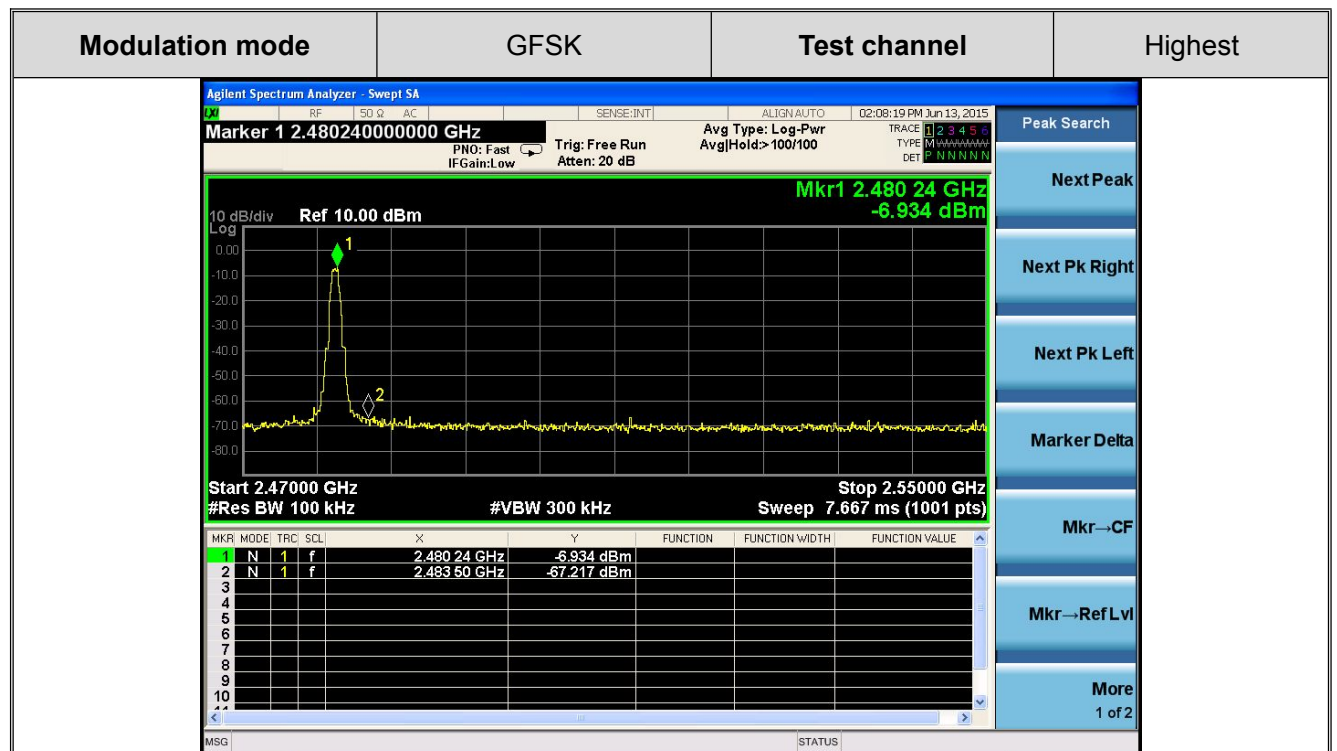 Modulation mode GFSK Test channel Highest
Agilent Spectrum Analyzer - Swept SA
LXI RF 50 Ω AC SENSE:INT ALIGN AUTO 02:08:19 PM Jun 13, 2015
Marker 1 2.480240000000 GHz
PNO: Fast
IFGain:Low
Trig: Free Run
Atten: 20 dB
Avg Type: Log-Pwr
Avg|Hold:> 100/100
TRACE 1 2 3 4 5 6
TYPE M
DET P N N N N N
Peak Search
Mkr1 2.480 24 GHz
-6.934 dBm
10 dB/div Ref 10.00 dBm
Log
0.00
-10.0
-20.0
-30.0
-40.0
-50.0
-60.0
-70.0
-80.0
1
2
Start 2.47000 GHz Stop 2.55000 GHz
#Res BW 100 kHz #VBW 300 kHz Sweep 7.667 ms (1001 pts)
MKR MODE TRC SCL X Y FUNCTION FUNCTION WIDTH FUNCTION VALUE
1 N 1 f 2.480 24 GHz -6.934 dBm
2 N 1 f 2.483 50 GHz -67.217 dBm
3
4
5
6
7
8
9
10
Next Peak
Next Pk Right
Next Pk Left
Marker Delta
Mkr→CF
Mkr→Ref Lvl
More
1 of 2
MSG STATUS